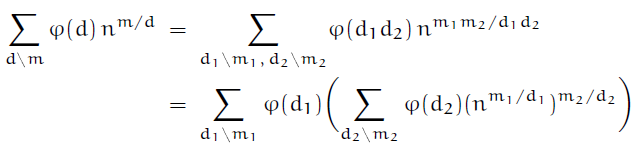 ∑_{d\m} φ(d) n^{m/d} = ∑_{d₁\m₁, d₂\m₂} φ(d₁d₂) n^{m₁m₂/d₁d₂}
= ∑_{d₁\m₁} φ(d₁) ( ∑_{d₂\m₂} φ(d₂)(n^{m₁/d₁})^{m₂/d₂} )